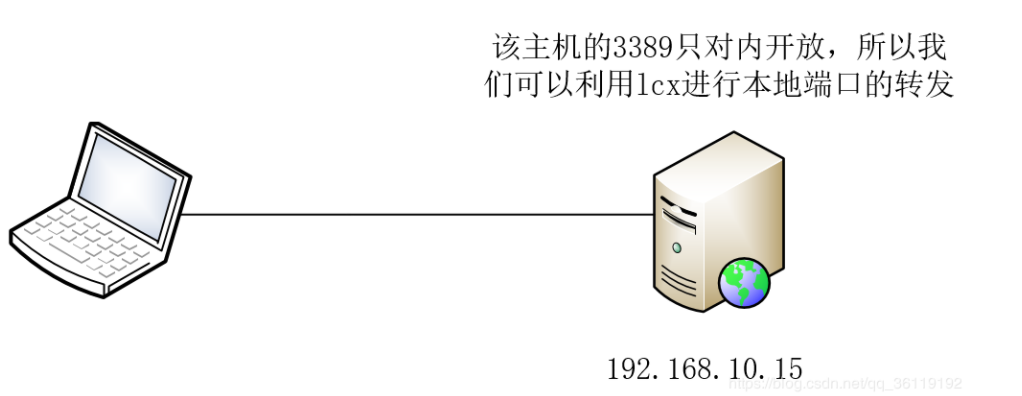 该主机的3389只对内开放，所以我
们可以利用lcx进行本地端口的转发
192.168.10.15
https://blog.csdn.net/qq_36119192